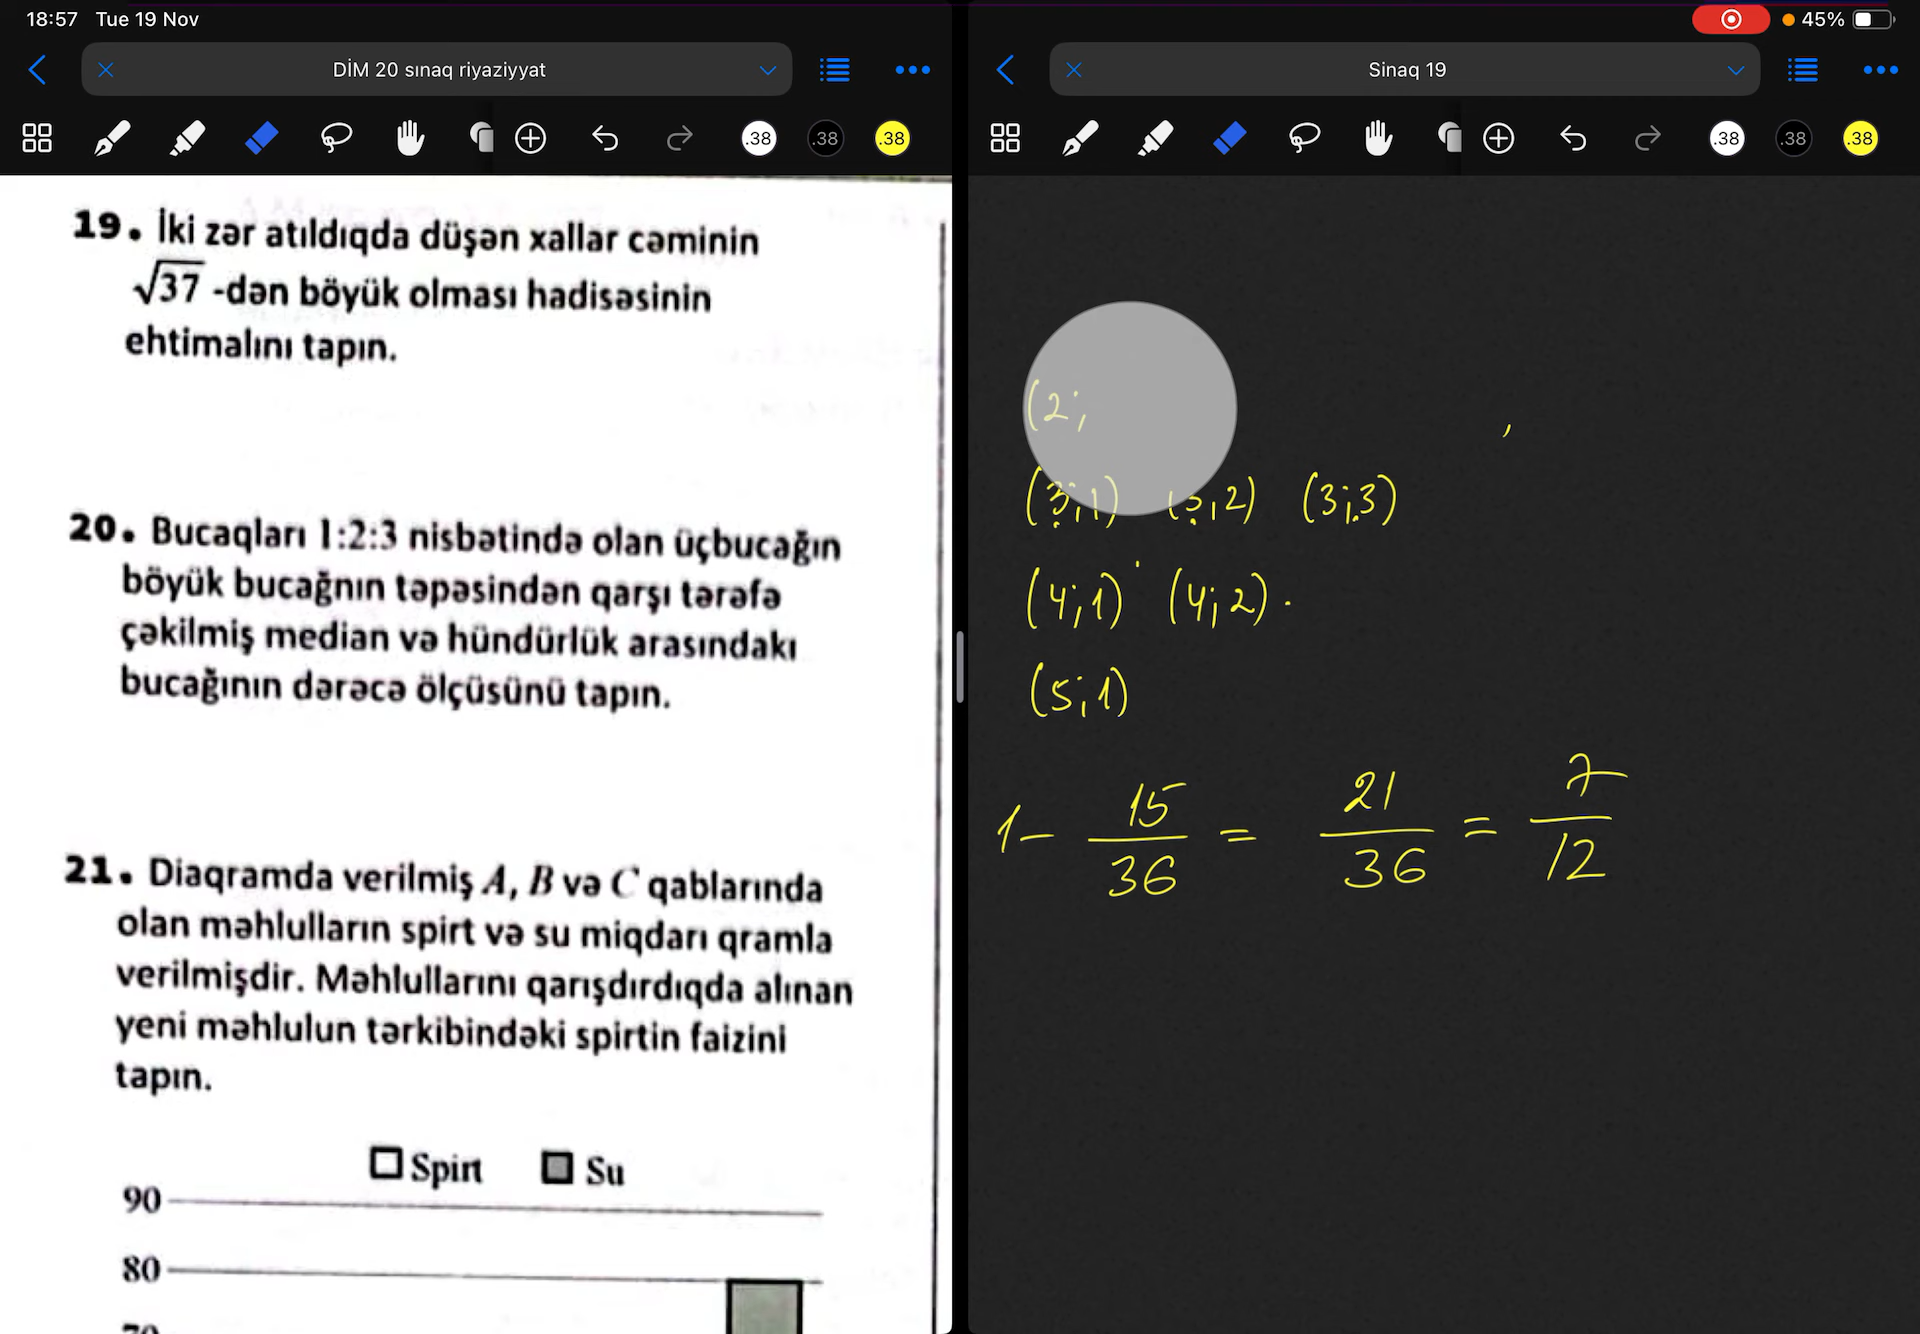 18:57 Tue 19 Nov
45%
DİM 20 sınaq riyaziyyat
Sinaq 19
.38 .38 .38
.38 .38 .38
19. İki zər atıldıqda düşən xallar cəminin
√37 -dən böyük olması hadisəsinin
ehtimalını tapın.
20. Bucaqları 1:2:3 nisbətində olan üçbucağın
böyük bucağnın təpəsindən qarşı tərəfə
çəkilmiş median və hündürlük arasındakı
bucağının dərəcə ölçüsünü tapın.
21. Diaqramda verilmiş A, B və C qablarında
olan məhlulların spirt və su miqdarı qramla
verilmişdir. Məhlullarını qarışdırdıqda alınan
yeni məhlulun tərkibindəki spirtin faizini
tapın.
Spirt Su
90
80
70
(2;
(3;1) (3;2) (3;3)
(4;1) (4;2).
(5;1)
1- 15/36 = 21/36 = 7/12